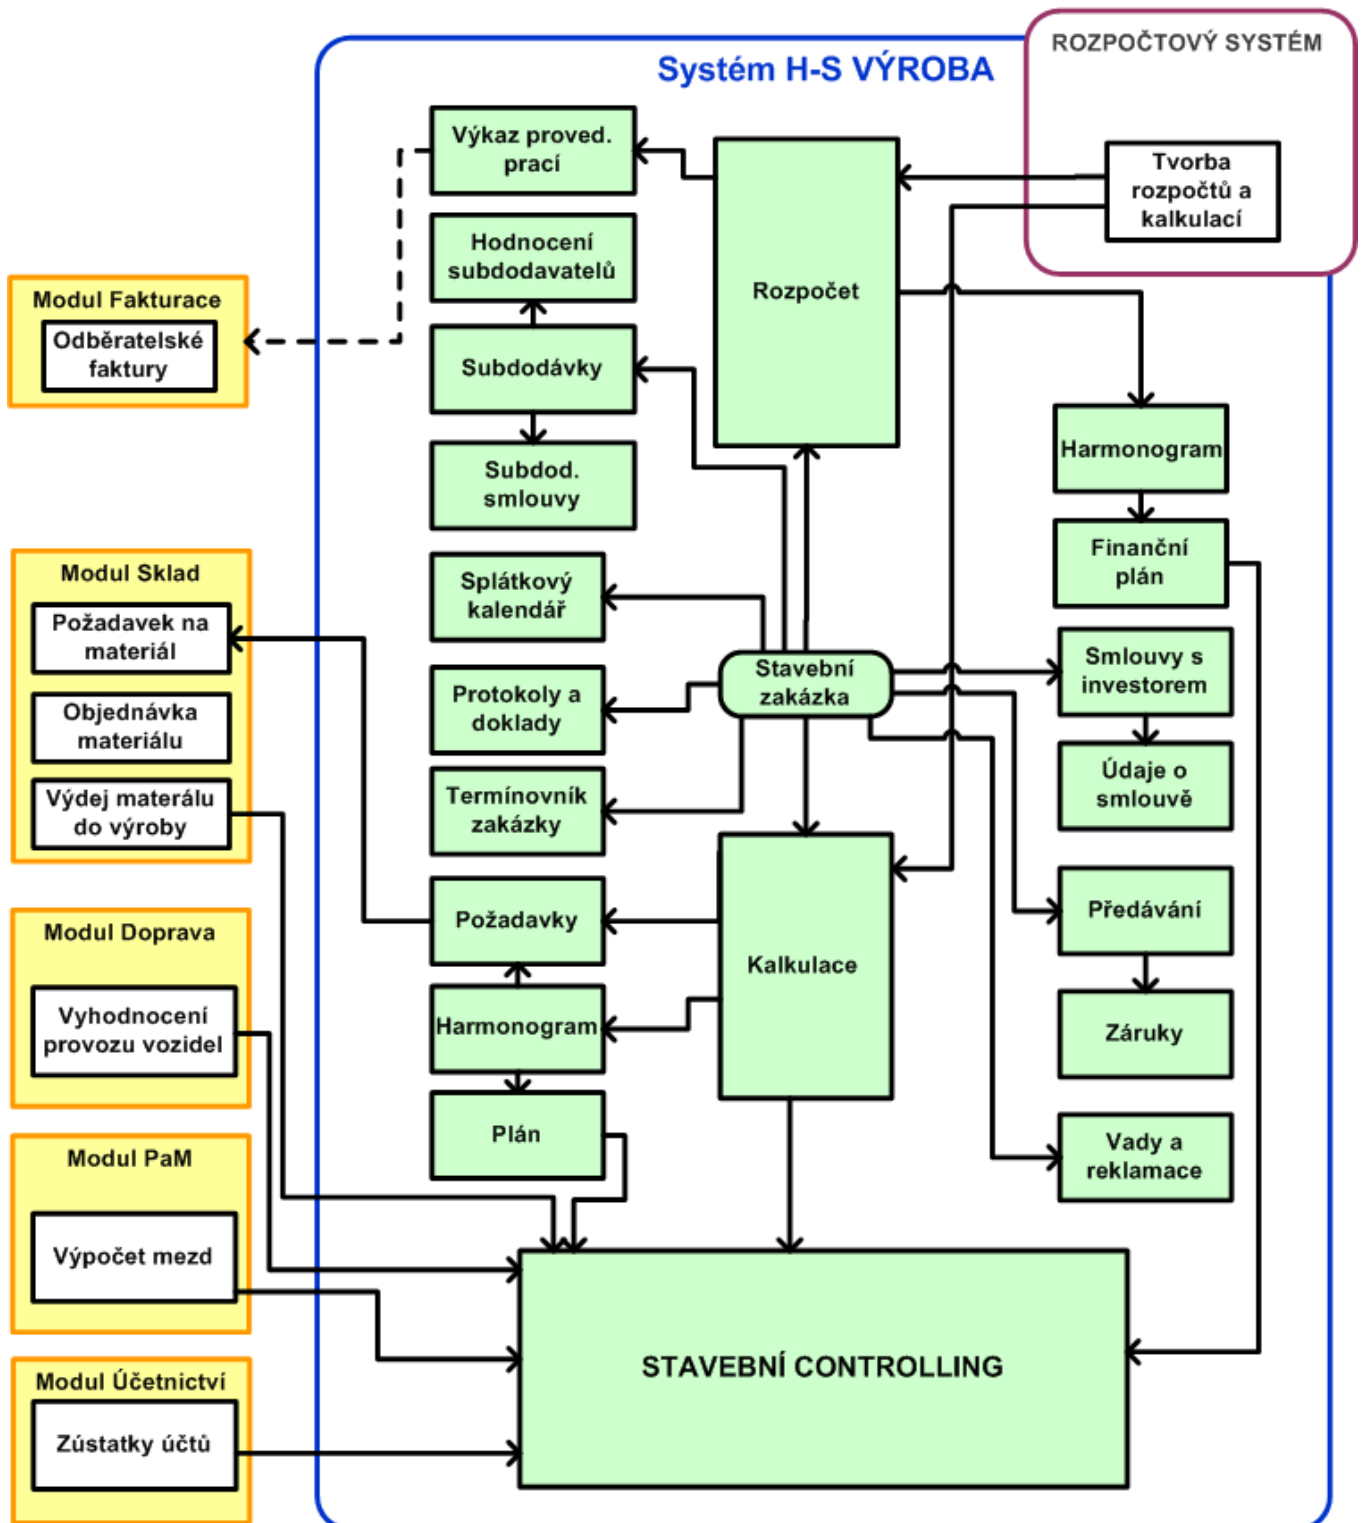 ROZPOČTOVÝ SYSTÉM
Systém H-S VÝROBA
Výkaz proved.
prací
Tvorba
rozpočtů a
kalkulací
Hodnocení
subdodavatelů
Rozpočet
Modul Fakturace
Odběratelské
faktury
Subdodávky
Harmonogram
Subdod.
smlouvy
Finanční
plán
Modul Sklad
Požadavek na
materiál
Objednávka
materiálu
Výdej materálu
do výroby
Splátkový
kalendář
Stavební
zakázka
Smlouvy s
investorem
Protokoly a
doklady
Údaje o
smlouvě
Termínovník
zakázky
Požadavky
Předávání
Modul Doprava
Vyhodnocení
provozu vozidel
Kalkulace
Harmonogram
Záruky
Plán
Vady a
reklamace
Modul PaM
Výpočet mezd
STAVEBNÍ CONTROLLING
Modul Účetnictví
Zústatky účtů